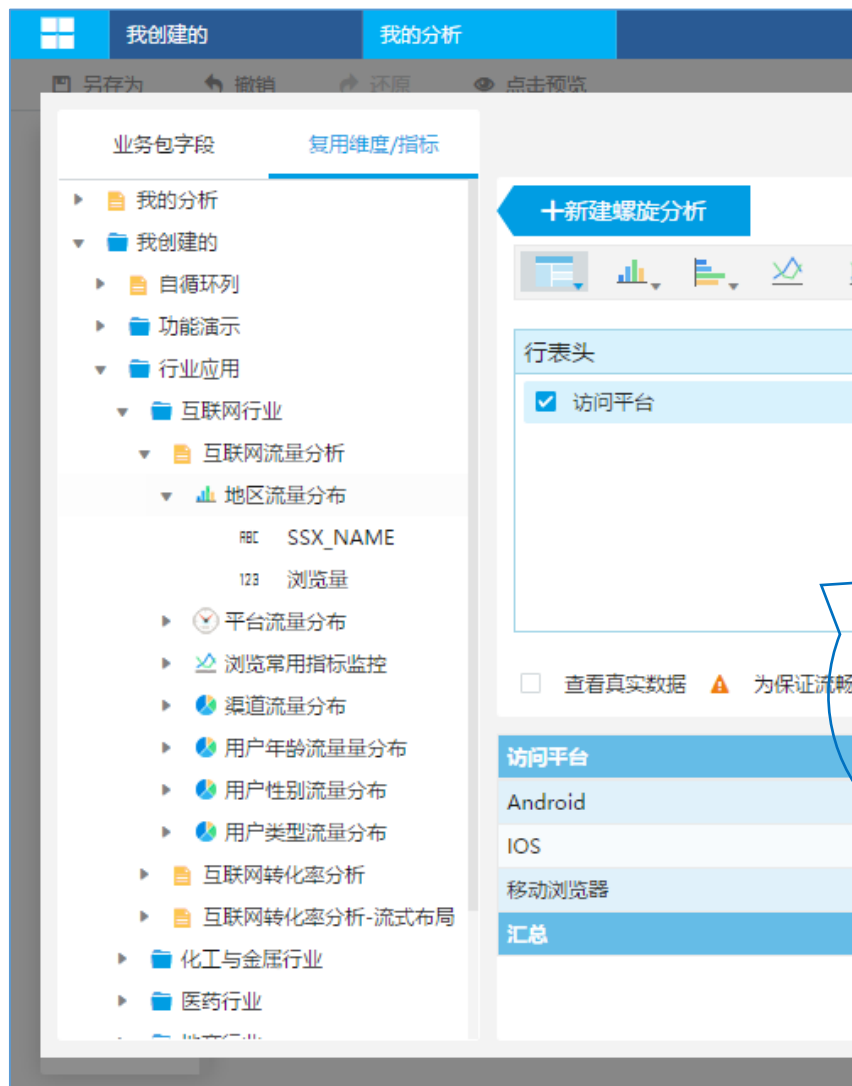 我创建的
我的分析
另存为
撤销
还原
点击预览
业务包字段
复用维度/指标
我的分析
我创建的
自循环列
功能演示
行业应用
互联网行业
互联网流量分析
地区流量分布
ABC SSX_NAME
123 浏览量
平台流量分布
浏览常用指标监控
渠道流量分布
用户年龄流量量分布
用户性别流量分布
用户类型流量分布
互联网转化率分析
互联网转化率分析-流式布局
化工与金属行业
医药行业
地产行业
+新建螺旋分析
行表头
访问平台
查看真实数据
为保证流畅
访问平台
Android
IOS
移动浏览器
汇总